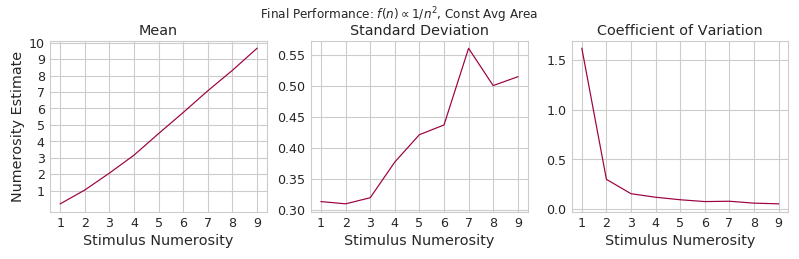 Final Performance: f(n) ∝ 1/n², Const Avg Area
Mean
Standard Deviation
Coefficient of Variation
Numerosity Estimate
10
9
8
7
6
5
4
3
2
1
1 2 3 4 5 6 7 8 9
Stimulus Numerosity
0.55
0.50
0.45
0.40
0.35
0.30
1 2 3 4 5 6 7 8 9
Stimulus Numerosity
1.5
1.0
0.5
0.0
1 2 3 4 5 6 7 8 9
Stimulus Numerosity